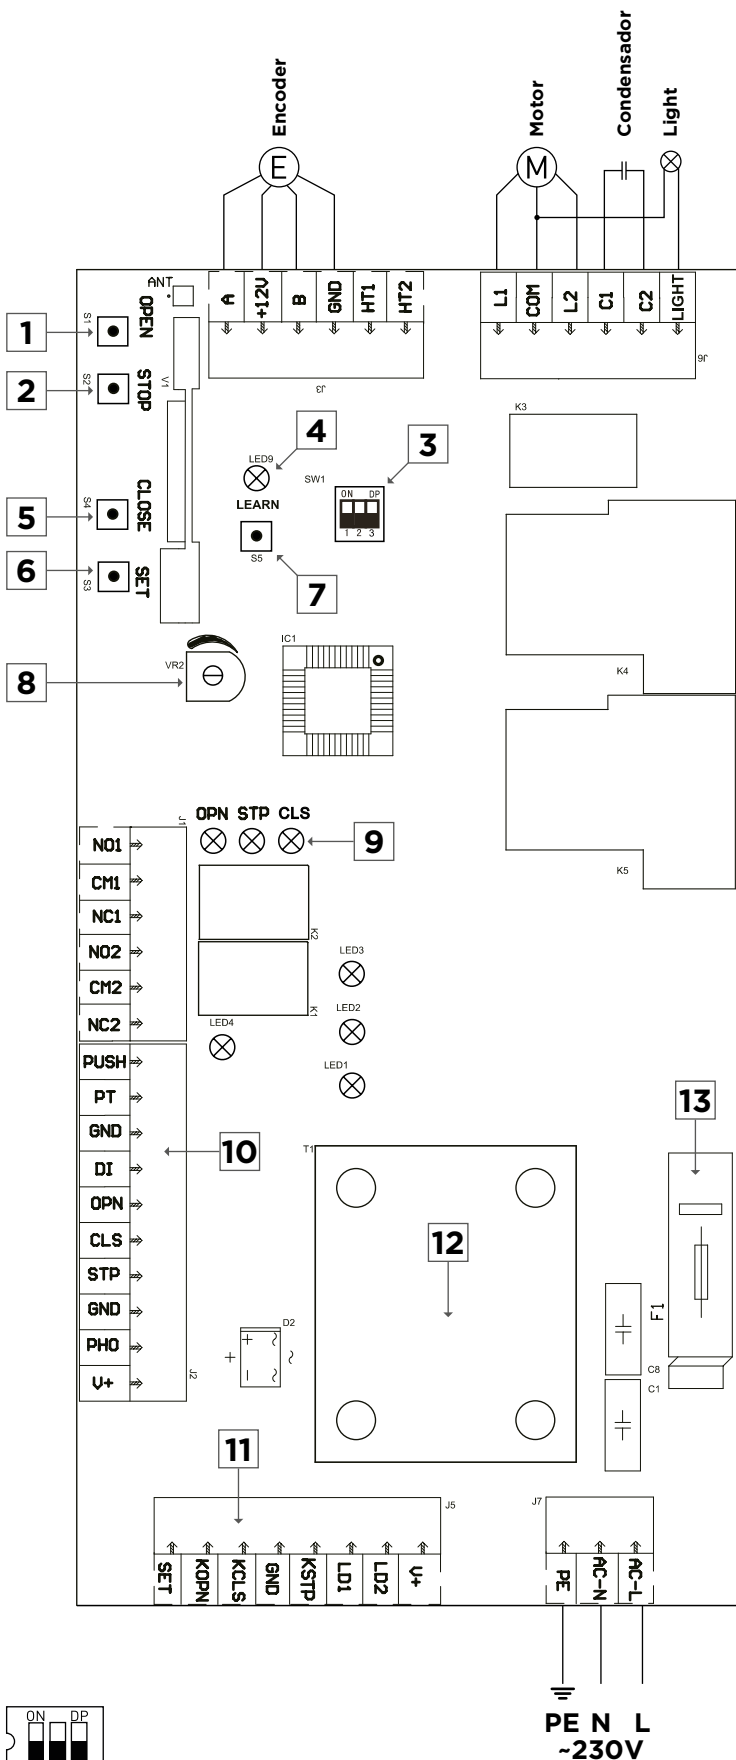 Encoder
Motor
Condensador
Light
E
M
ANT
A
+12V
B
GND
HT1
HT2
L1
COM
L2
C1
C2
LIGHT
J3
J6
1
S1
OPEN
2
S2
STOP
V1
K3
4
3
LED9
SW1
ON DP
1 2 3
LEARN
S5
5
S4
CLOSE
6
S3
SET
7
IC1
8
VR2
K4
OPN STP CLS
9
J1
NO1
CM1
NC1
NO2
CM2
NC2
K2
K1
K5
LED3
LED2
LED4
LED1
PUSH
PT
GND
DI
OPN
CLS
STP
GND
PHO
V+
J2
10
T1
12
13
F1
D2
+ ~
+ ~
− ~
C8
C1
11
J5
J7
SET
KOPN
KCLS
GND
KSTP
LD1
LD2
V+
PE
AC-N
AC-L
PE N L
~230V
ON DP